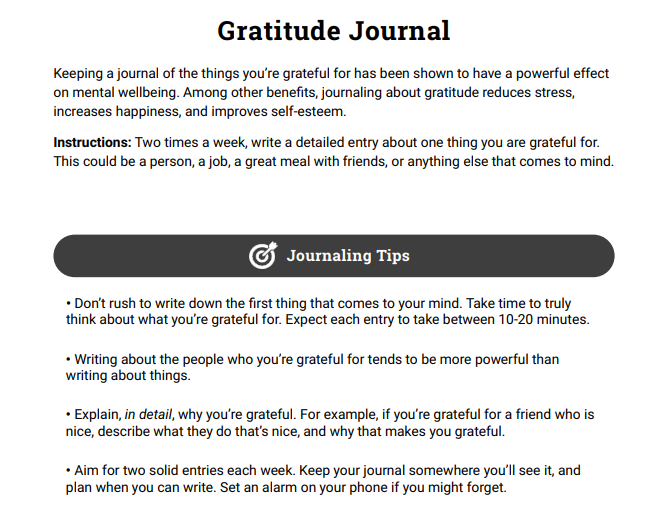 Gratitude Journal
Keeping a journal of the things you’re grateful for has been shown to have a powerful effect
on mental wellbeing. Among other benefits, journaling about gratitude reduces stress,
increases happiness, and improves self-esteem.
Instructions: Two times a week, write a detailed entry about one thing you are grateful for.
This could be a person, a job, a great meal with friends, or anything else that comes to mind.
Journaling Tips
• Don’t rush to write down the first thing that comes to your mind. Take time to truly
think about what you’re grateful for. Expect each entry to take between 10-20 minutes.
• Writing about the people who you’re grateful for tends to be more powerful than
writing about things.
• Explain, in detail, why you’re grateful. For example, if you’re grateful for a friend who is
nice, describe what they do that’s nice, and why that makes you grateful.
• Aim for two solid entries each week. Keep your journal somewhere you’ll see it, and
plan when you can write. Set an alarm on your phone if you might forget.